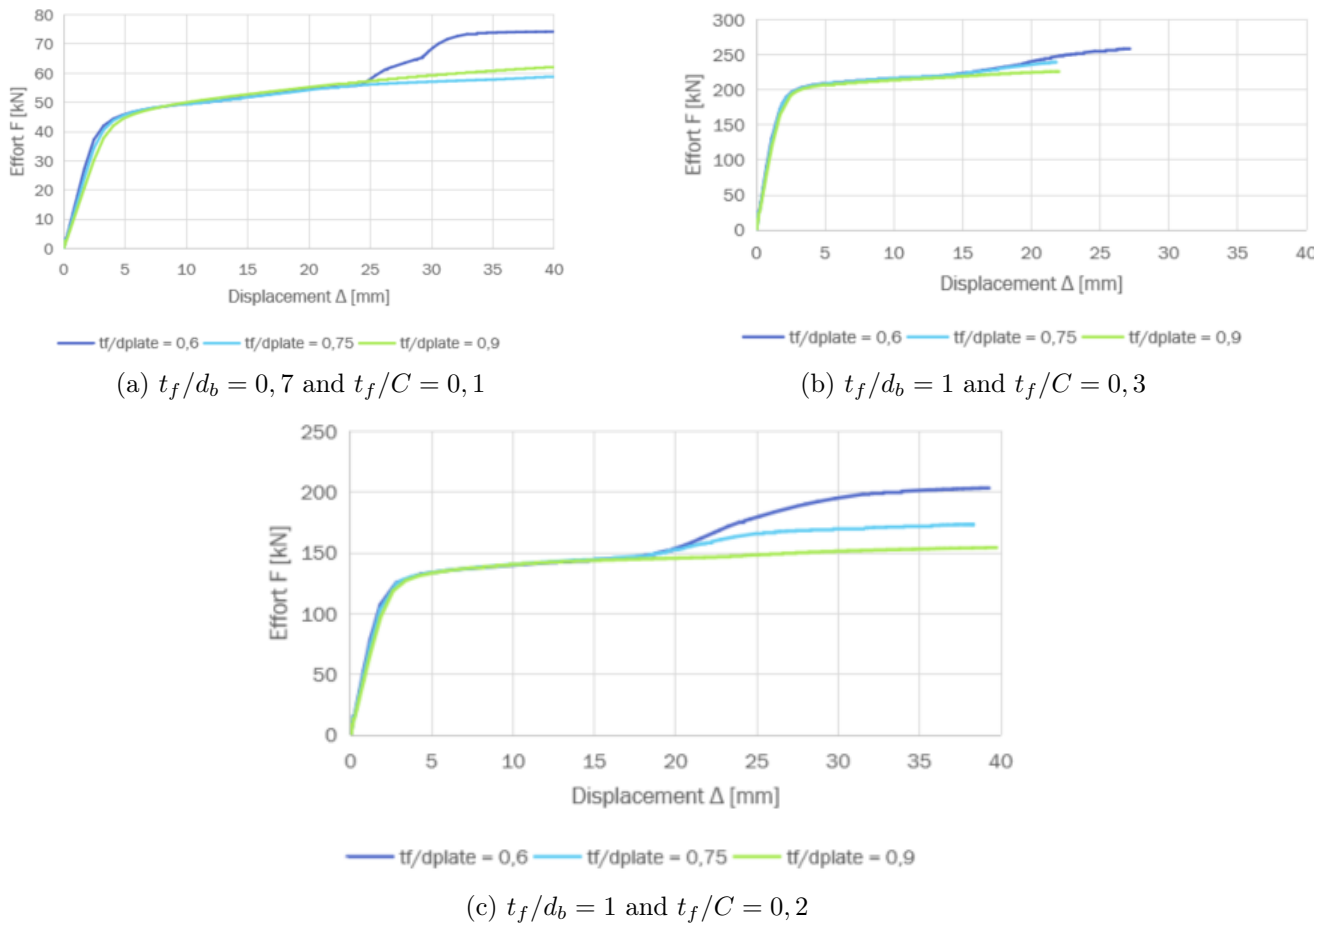 80
70
60
50
40
30
20
10
0
Effort F [kN]
0 5 10 15 20 25 30 35 40
Displacement Δ [mm]
tf/dplate = 0,6 tf/dplate = 0,75 tf/dplate = 0,9
(a) t_f/d_b = 0,7 and t_f/C = 0,1
300
250
200
150
100
50
0
Effort F [kN]
0 5 10 15 20 25 30 35 40
Displacement Δ [mm]
tf/dplate = 0,6 tf/dplate = 0,75 tf/dplate = 0,9
(b) t_f/d_b = 1 and t_f/C = 0,3
250
200
150
100
50
0
Effort F [kN]
0 5 10 15 20 25 30 35 40
Displacement Δ [mm]
tf/dplate = 0,6 tf/dplate = 0,75 tf/dplate = 0,9
(c) t_f/d_b = 1 and t_f/C = 0,2